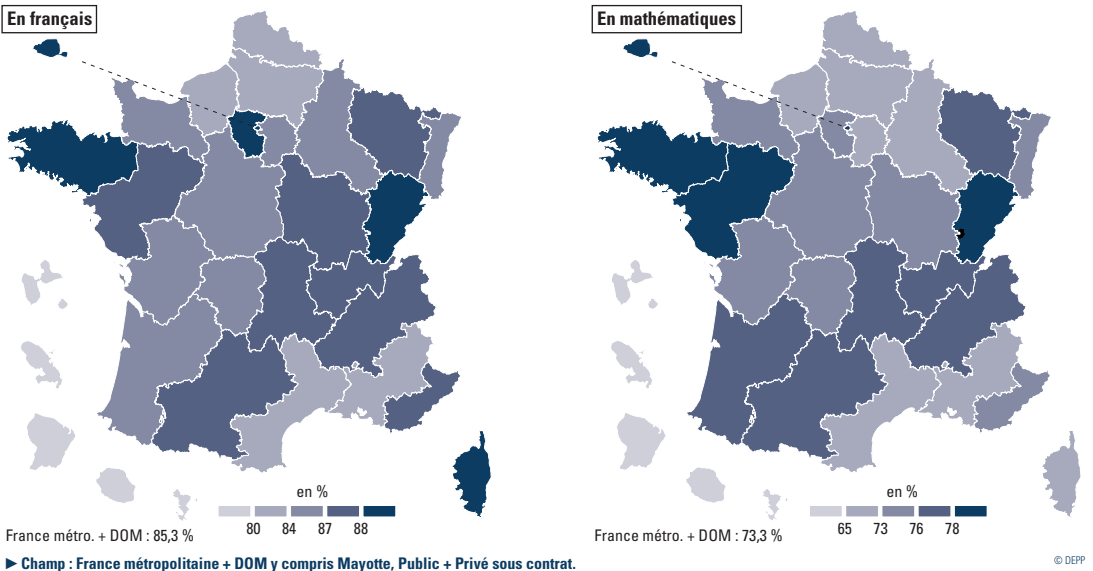 En français
en %
80 84 87 88
France métro. + DOM : 85,3 %
En mathématiques
en %
65 73 76 78
France métro. + DOM : 73,3 %
► Champ : France métropolitaine + DOM y compris Mayotte, Public + Privé sous contrat.
© DEPP